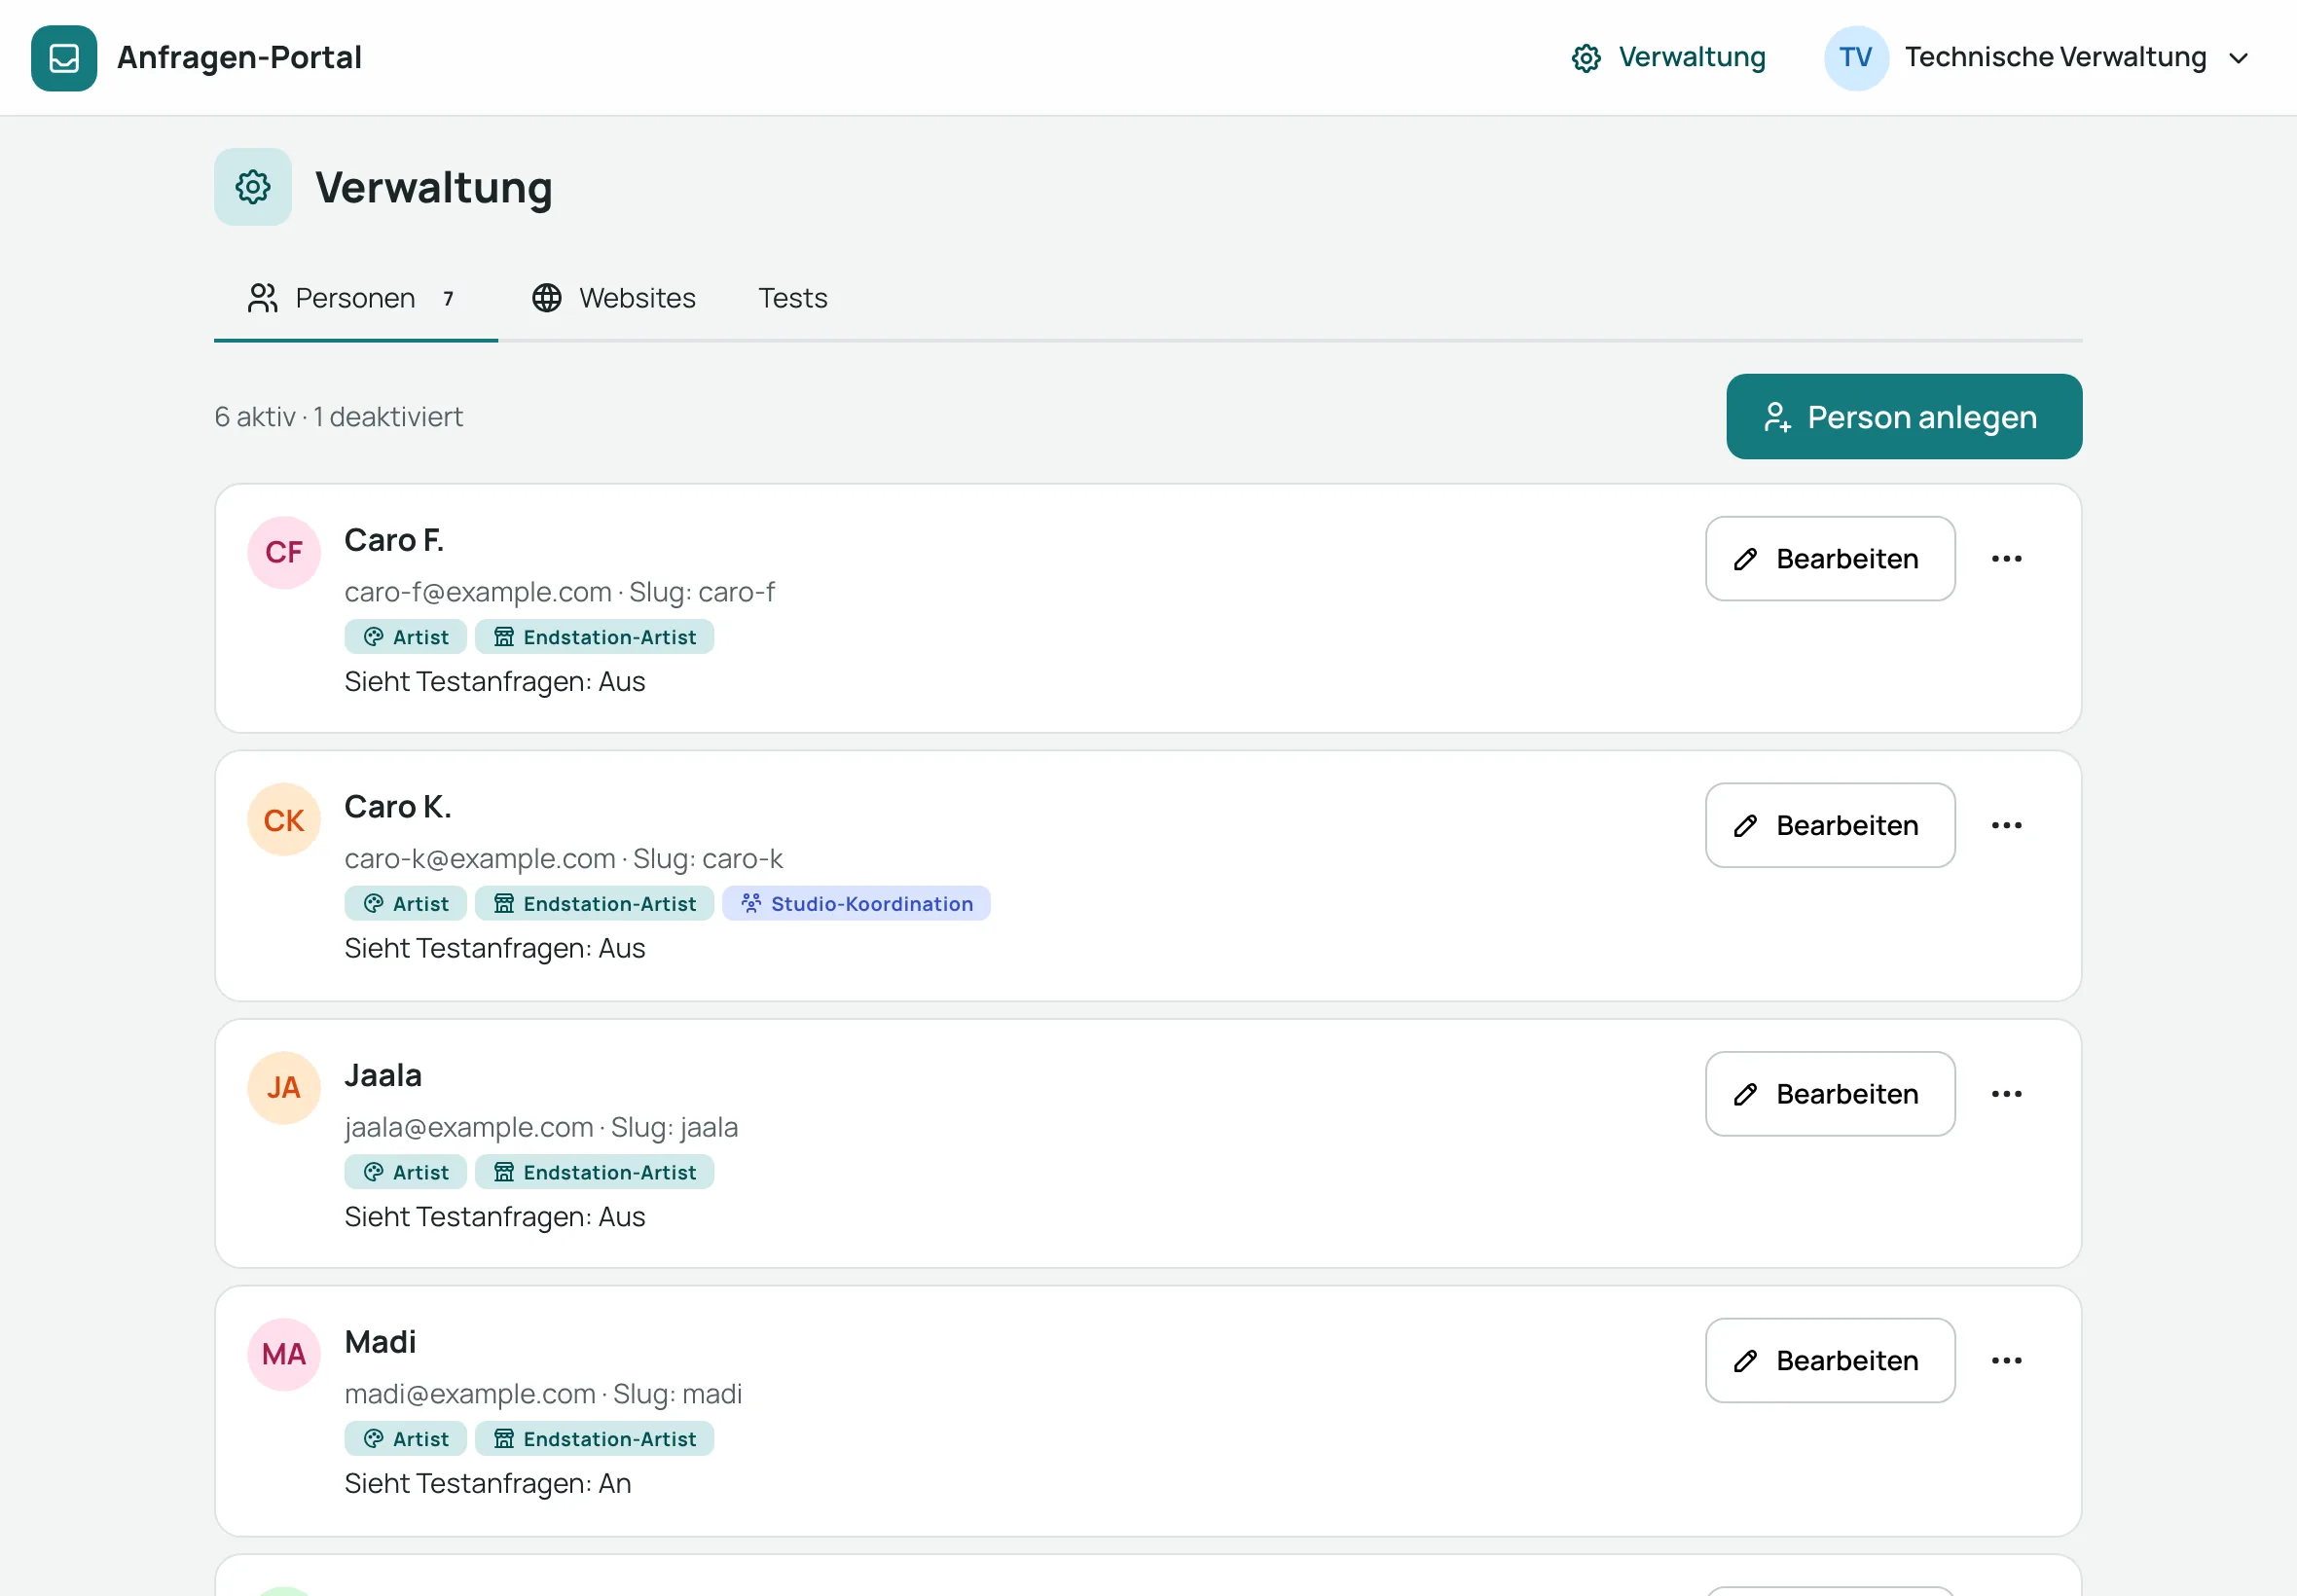 Anfragen-Portal
Verwaltung
TV Technische Verwaltung
Verwaltung
Personen 7
Websites
Tests
6 aktiv · 1 deaktiviert
Person anlegen
CF
Caro F.
caro-f@example.com · Slug: caro-f
Artist
Endstation-Artist
Sieht Testanfragen: Aus
Bearbeiten
CK
Caro K.
caro-k@example.com · Slug: caro-k
Artist
Endstation-Artist
Studio-Koordination
Sieht Testanfragen: Aus
Bearbeiten
JA
Jaala
jaala@example.com · Slug: jaala
Artist
Endstation-Artist
Sieht Testanfragen: Aus
Bearbeiten
MA
Madi
madi@example.com · Slug: madi
Artist
Endstation-Artist
Sieht Testanfragen: An
Bearbeiten